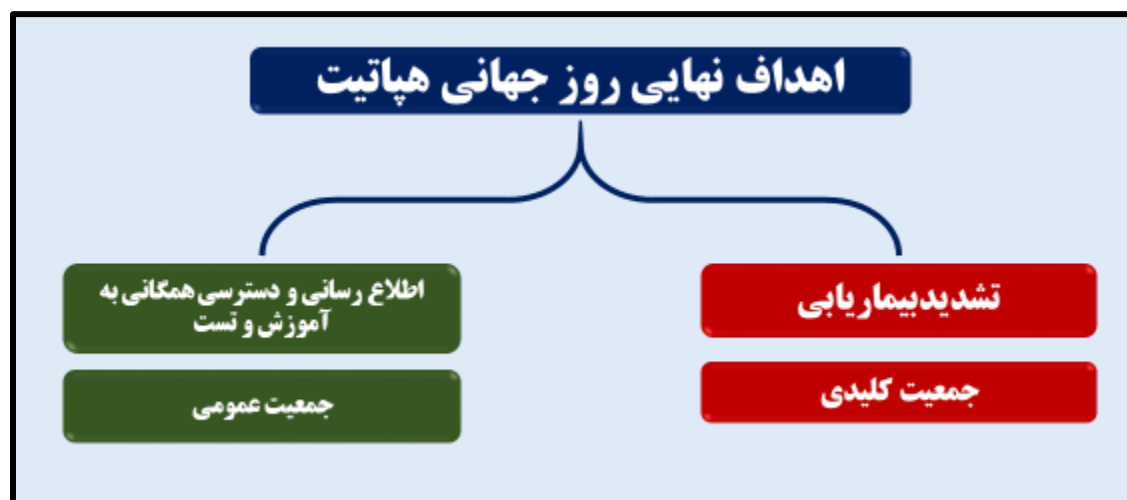 اهداف نهایی روز جهانی هپاتیت
تشدیدبیماریابی
جمعیت کلیدی
اطلاع رسانی و دسترسی همگانی به
آموزش و تست
جمعیت عمومی